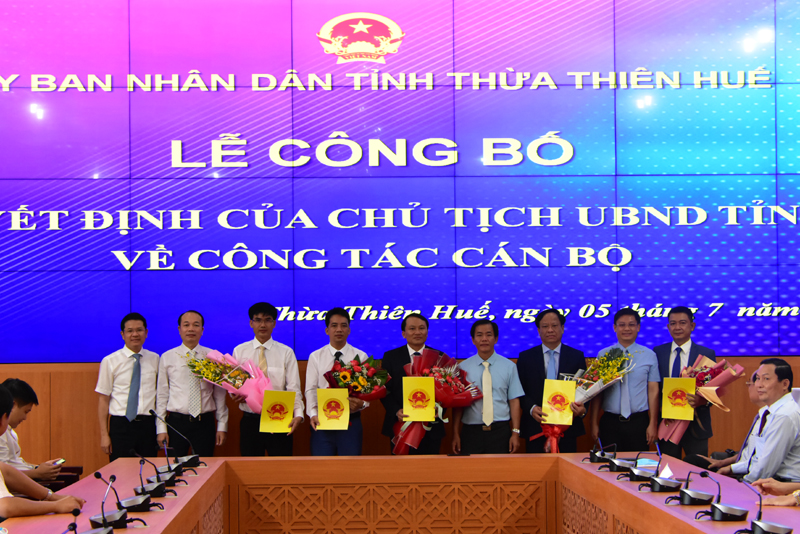 Y BAN NHÂN DÂN TỈNH THỪA THIÊN HUẾ
LỄ CÔNG BỐ
YẾT ĐỊNH CỦA CHỦ TỊCH UBND TỈN
VỀ CÔNG TÁC CÁN BỘ
Thừa Thiên Huế, ngày 05 tháng 7 năm